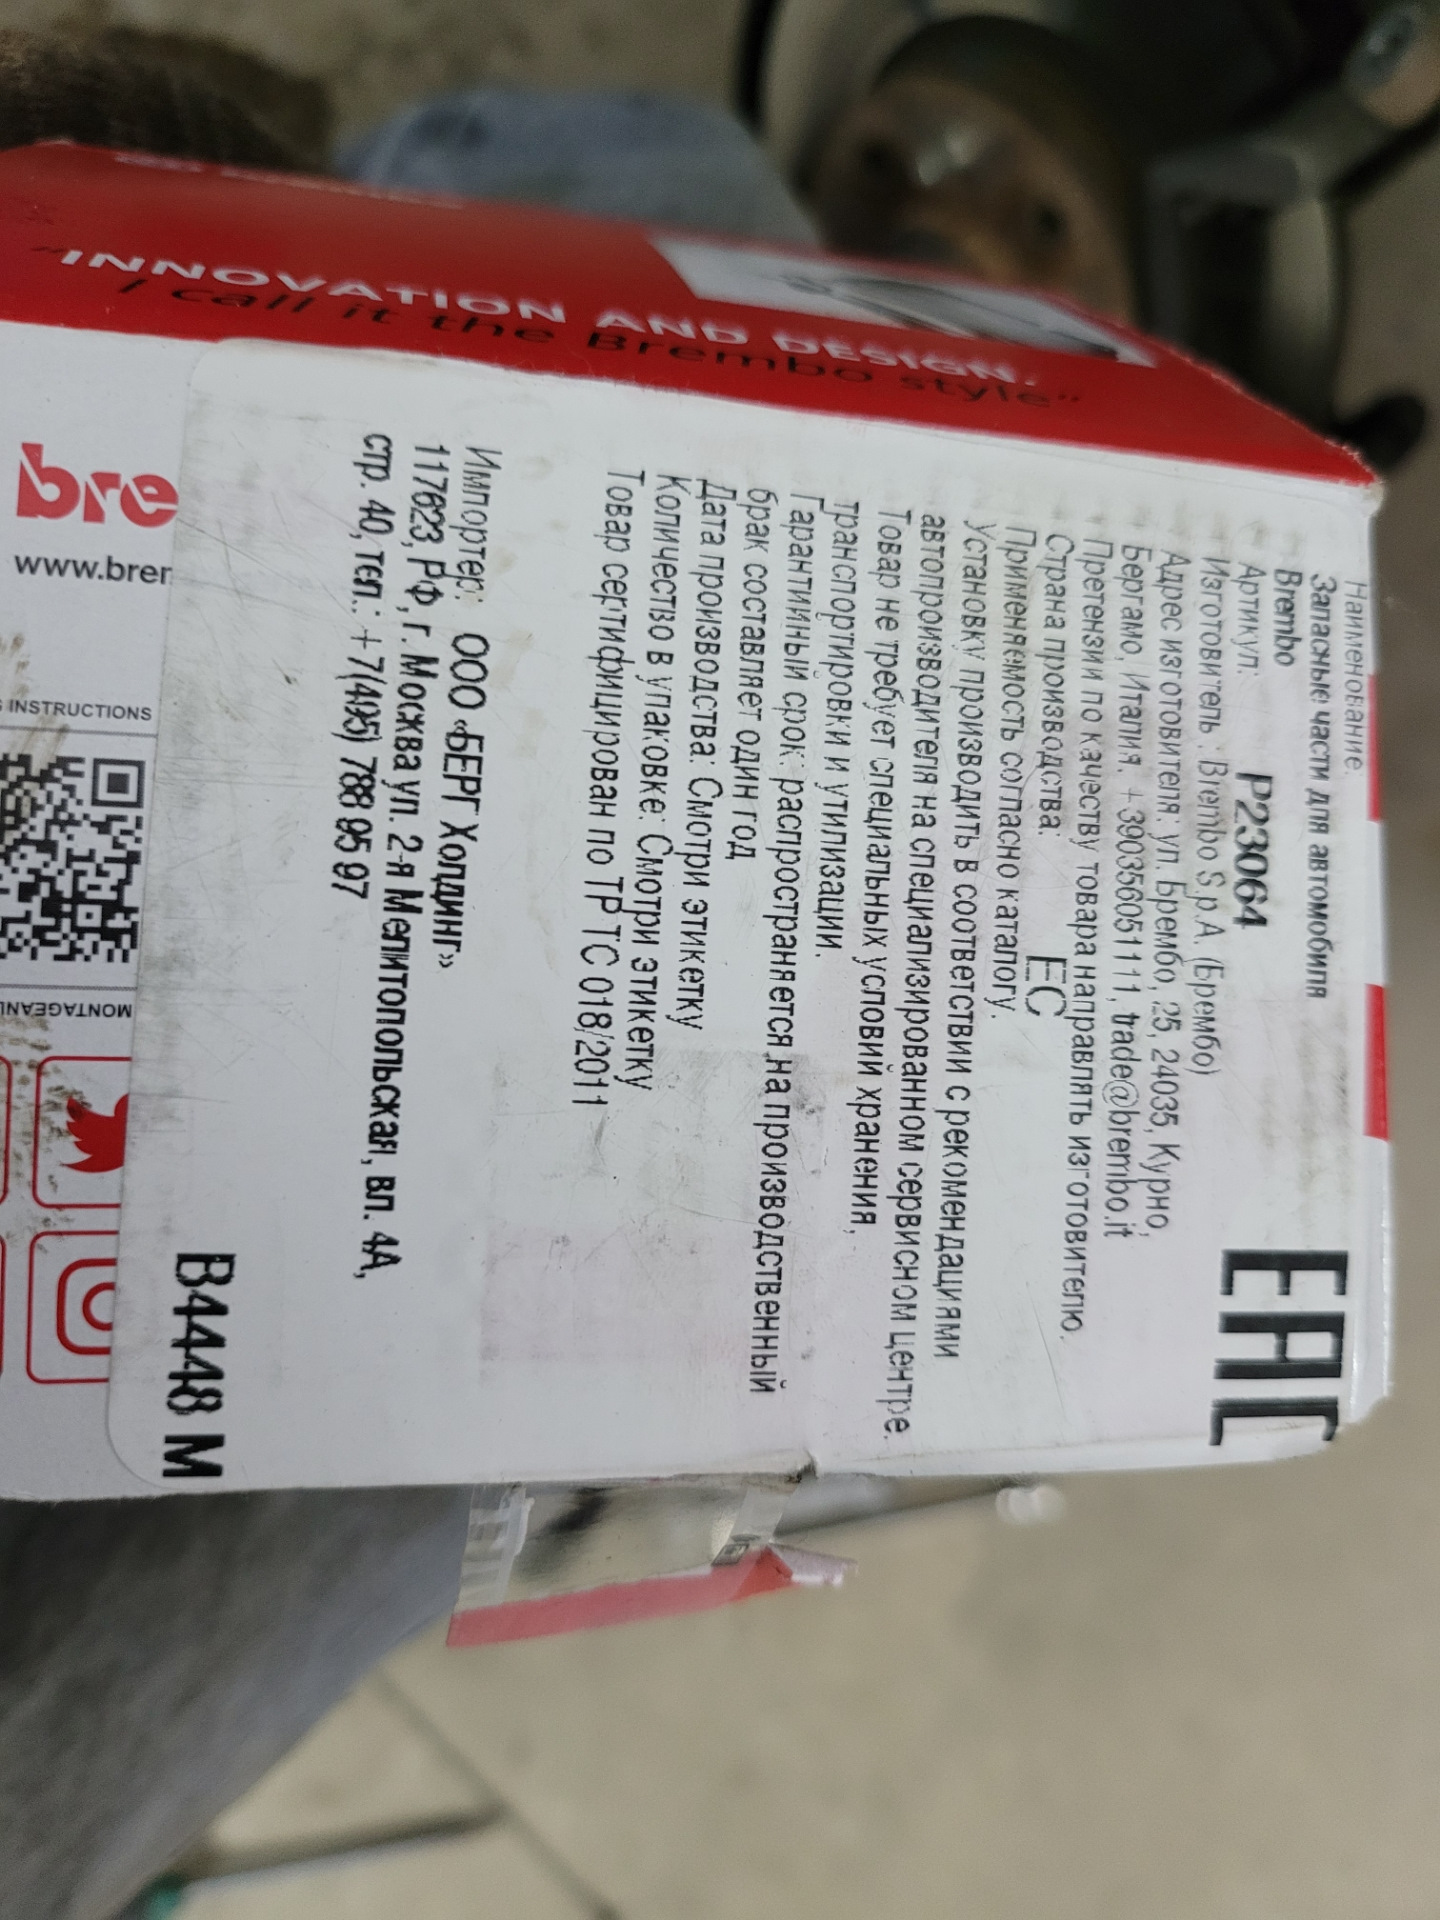 "INNOVATION AND DESIGN.
I call it the Brembo style"
Наименование:
Запасные части для автомобиля
Brembo
Артикул: P23064
Изготовитель : Brembo S.p.A. (Брембо)
Адрес изготовителя: ул. Брембо, 25, 24035, Курно,
Бергамо, Италия. +390356051111, trade@brembo.it
Претензи по качеству товара направлять изготовителю.
Страна производства: EC
Применяемость согласно каталогу.
Установку производить в соответствии с рекомендациями
автопроизводителя на специализированном сервисном центре.
Товар не требует специальных условий хранения,
транспортировки и утилизации.
Гарантийный срок: распространяется на производственный
брак составляет один год
Дата производства: Смотри этикетку
Количество в упаковке: Смотри этикетку
Товар сертифицирован по ТР ТС 018/2011
Импортер: ООО «БЕРГ Холдинг»
117623, РФ, г. Москва ул. 2-я Мелитопольская, вл. 4А,
стр. 40, тел.: +7(495) 788 95 97
EAC
B4448 M
bre
www.brem
INSTRUCTIONS
MONTAGEANL